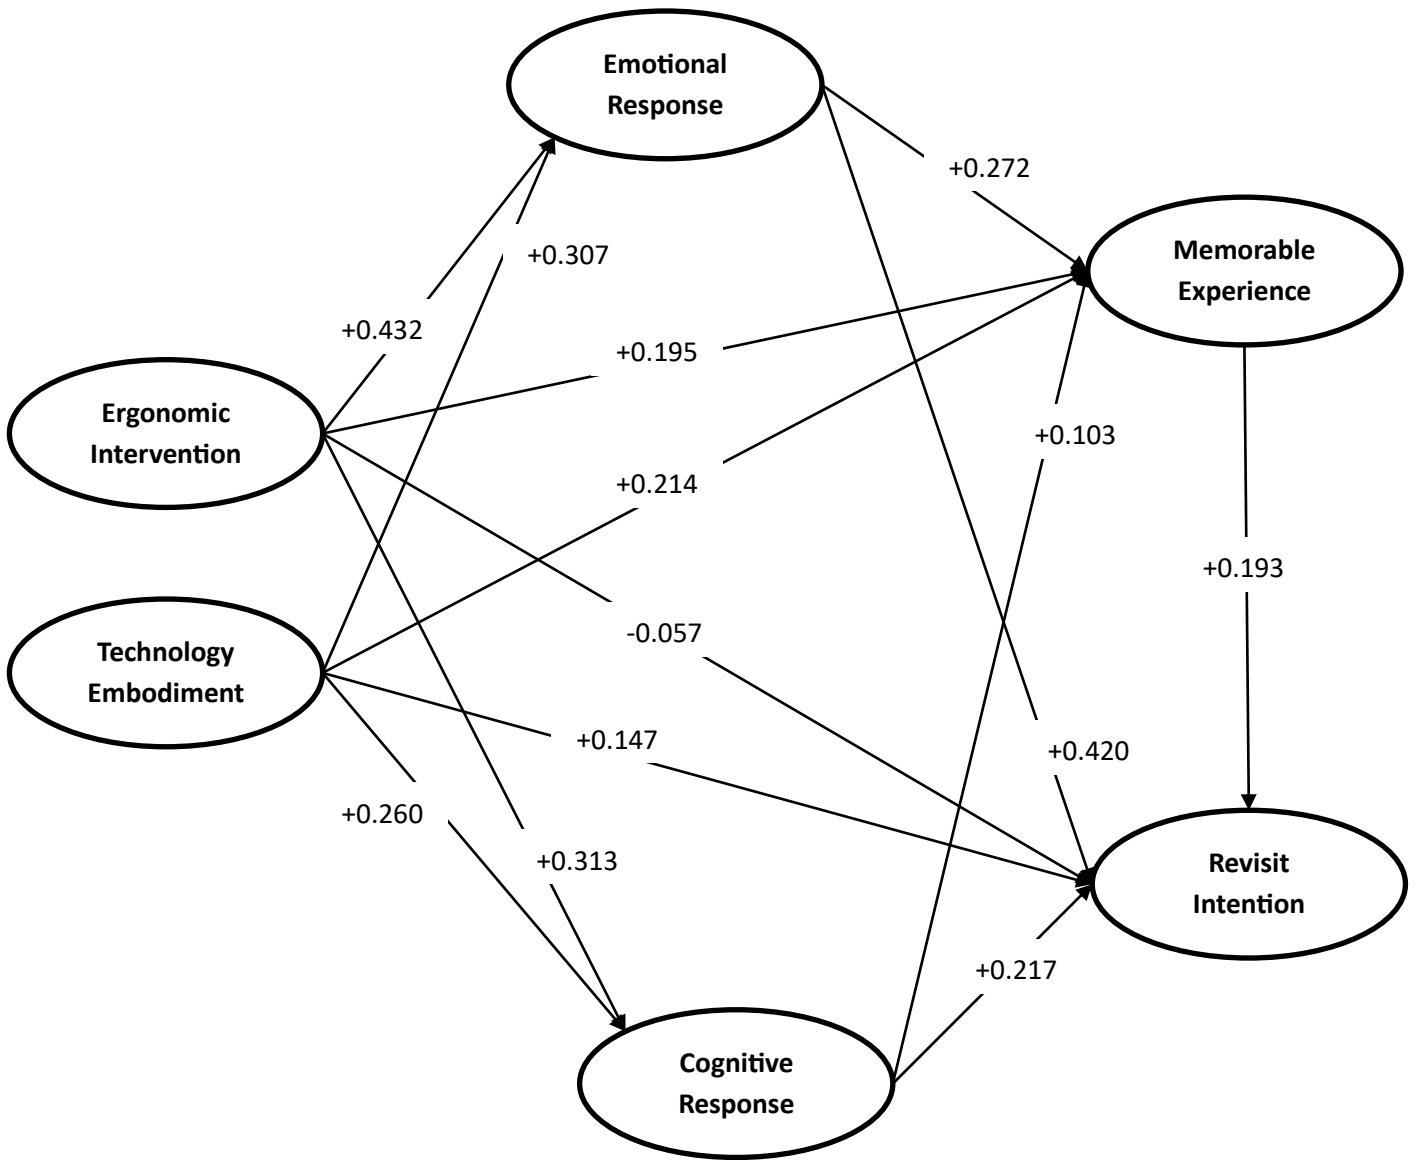 Emotional
Response
+0.272
Memorable
Experience
+0.307
+0.432
+0.195
Ergonomic
Intervention
+0.103
+0.214
+0.193
-0.057
Technology
Embodiment
+0.147
+0.420
+0.260
+0.313
Revisit
Intention
+0.217
Cognitive
Response